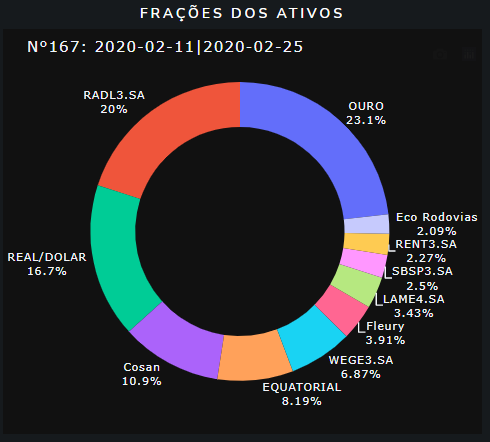 FRAÇÕES DOS ATIVOS
Nº167: 2020-02-11|2020-02-25
OURO
23.1%
RADL3.SA
20%
REAL/DOLAR
16.7%
Cosan
10.9%
EQUATORIAL
8.19%
WEGE3.SA
6.87%
Fleury
3.91%
LAME4.SA
3.43%
SBSP3.SA
2.5%
RENT3.SA
2.27%
Eco Rodovias
2.09%